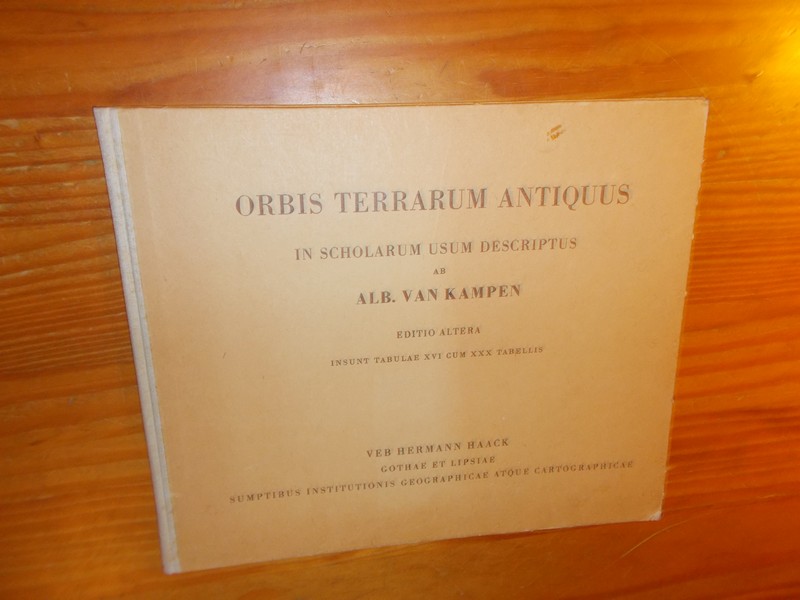 ORBIS TERRARUM ANTIQUUS
IN SCHOLARUM USUM DESCRIPTUS
AB
ALB. VAN KAMPEN
EDITIO ALTERA
INSUNT TABULAE XVI CUM XXX TABELLIS
VEB HERMANN HAACK
GOTHAE ET LIPSIAE
SUMPTIBUS INSTITUTIONIS GEOGRAPHICAE ATQUE CARTOGRAPHICAE